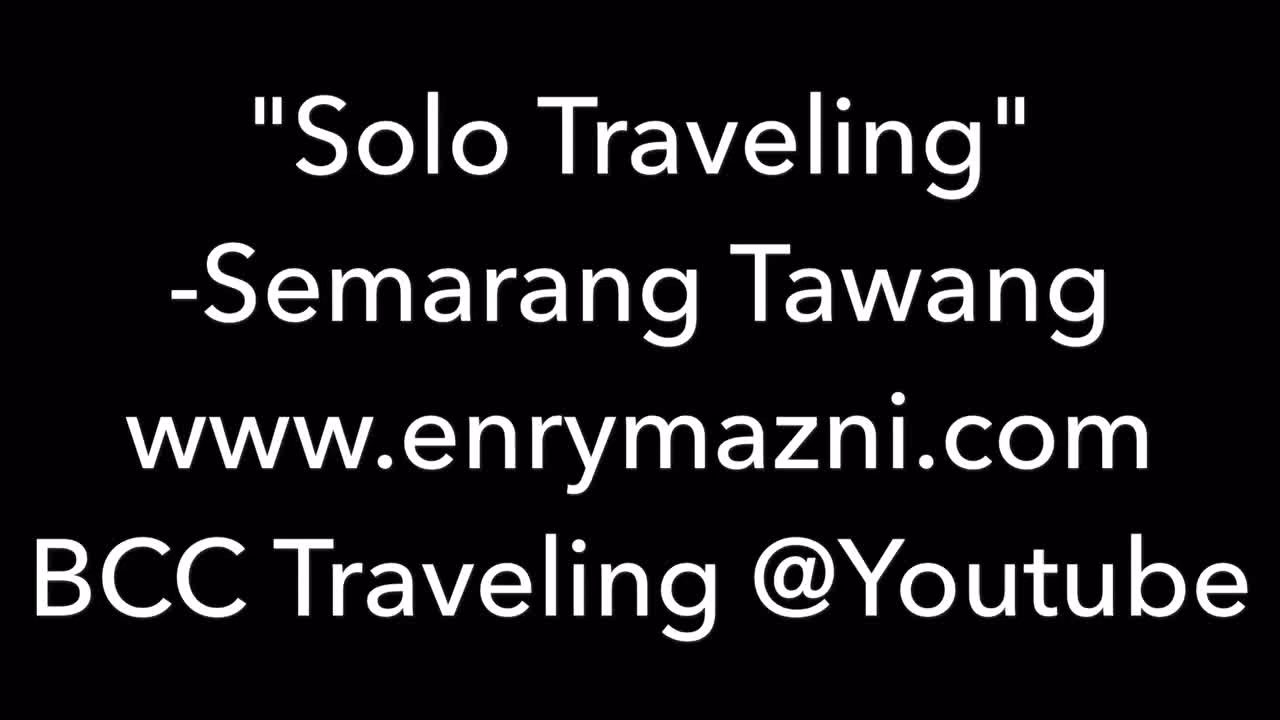 "Solo Traveling"
-Semarang Tawang
www.enrymazni.com
BCC Traveling @Youtube